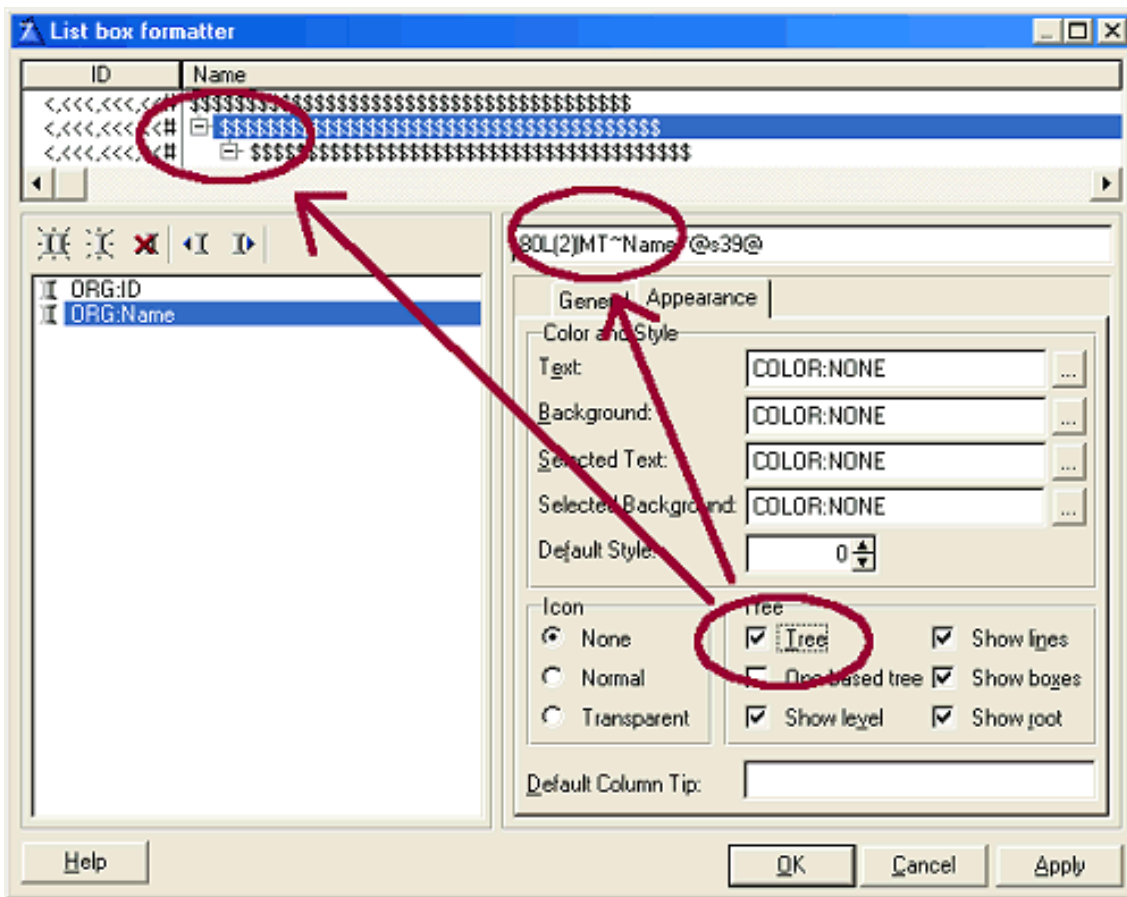 List box formatter
ID Name
<,<<<,<<<,<<# $$$$$$$$$$$$$$$$$$$$$$$$$$$$$$$$$$$$$$$
<,<<<,<<<,<<# $$$$$$$$$$$$$$$$$$$$$$$$$$$$$$$$$$$$$$$
<,<<<,<<<,<<# $$$$$$$$$$$$$$$$$$$$$$$$$$$$$$$$$$$$$$$
80L(2)|MT~Name~@s39@
ORG:ID
ORG:Name
General Appearance
Color and Style
Text: COLOR:NONE ...
Background: COLOR:NONE ...
Selected Text: COLOR:NONE ...
Selected Background: COLOR:NONE ...
Default Style: 0
Icon
None
Normal
Transparent
Tree
Tree Show lines
One based tree Show boxes
Show level Show root
Default Column Tip:
Help OK Cancel Apply